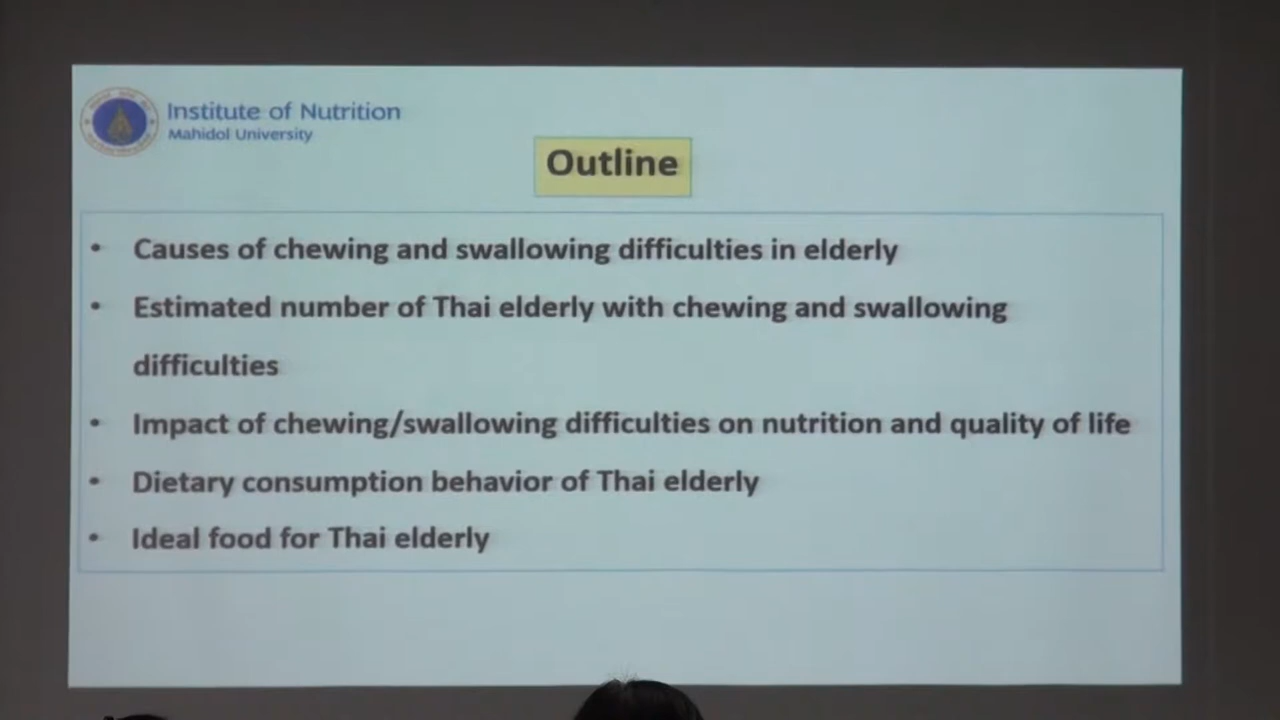 Institute of Nutrition
Mahidol University
Outline
• Causes of chewing and swallowing difficulties in elderly
• Estimated number of Thai elderly with chewing and swallowing
difficulties
• Impact of chewing/swallowing difficulties on nutrition and quality of life
• Dietary consumption behavior of Thai elderly
• Ideal food for Thai elderly